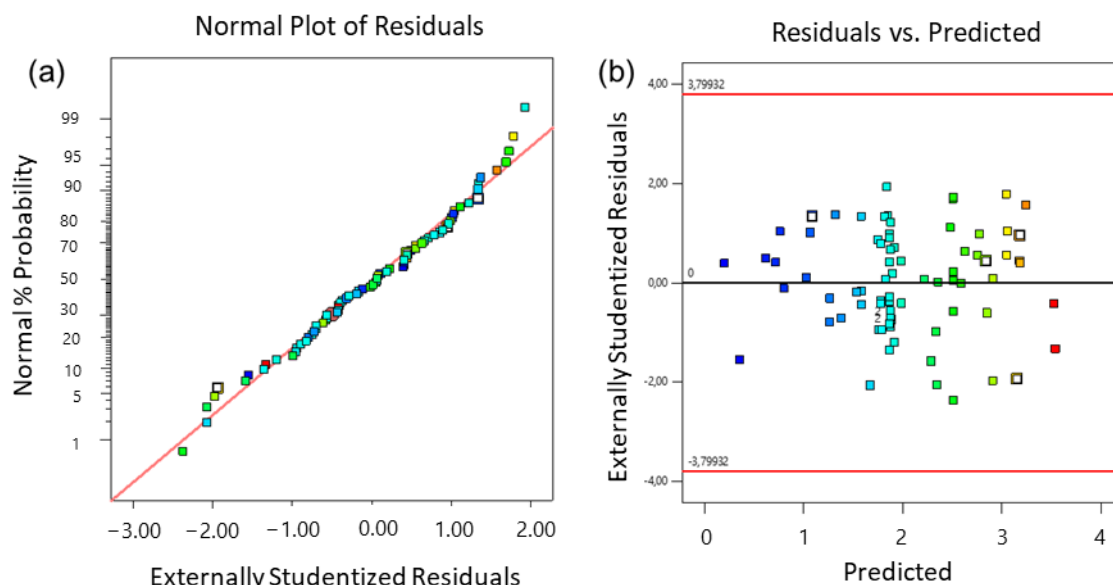 Normal Plot of Residuals
(a)
Normal % Probability
99
95
90
80
70
50
30
20
10
5
1
−3.00 −2.00 −1.00 0.00 1.00 2.00
Externally Studentized Residuals
Residuals vs. Predicted
(b)
Externally Studentized Residuals
4,00
3,79932
2,00
0
0,00
2
2
-2,00
-3,79932
-4,00
0 1 2 3 4
Predicted